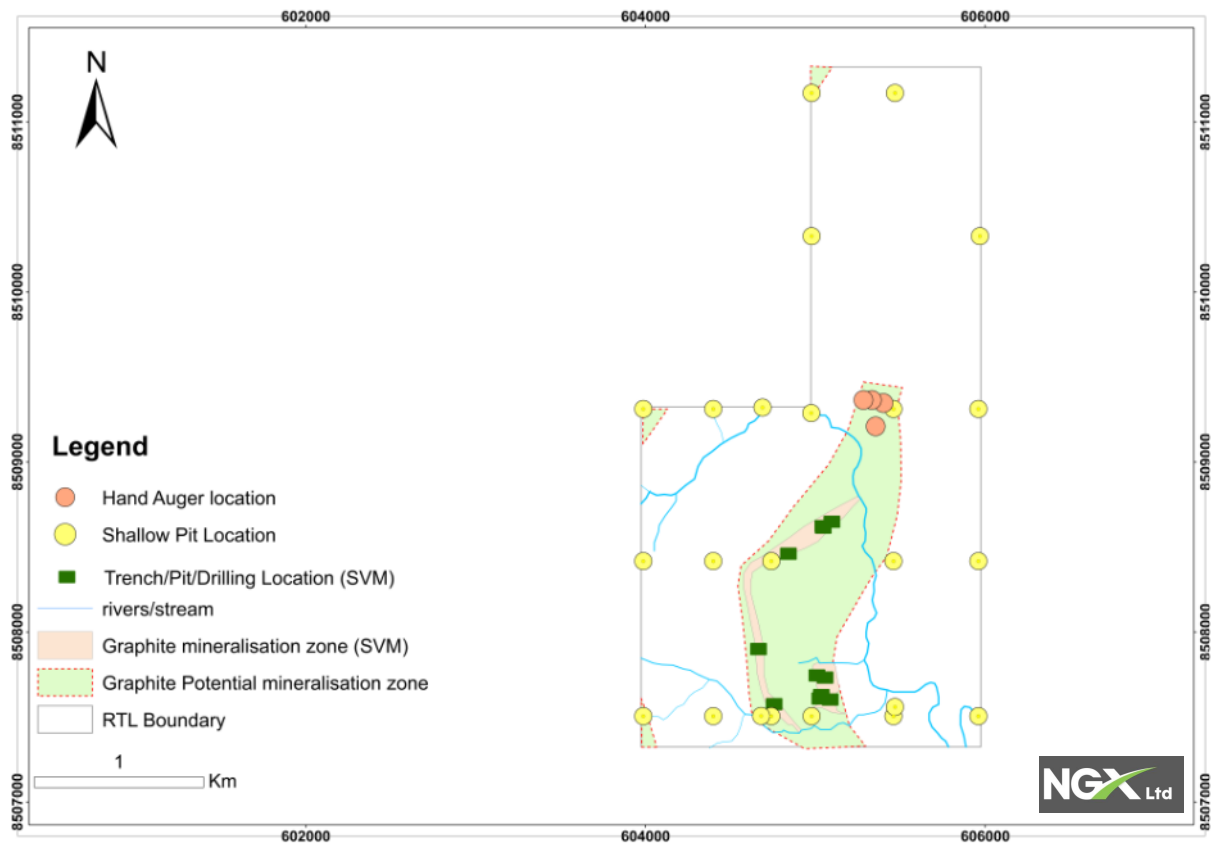 602000 604000 606000
N
8511000 8511000
8510000 8510000
8509000 8509000
8508000 8508000
8507000 8507000
Legend
Hand Auger location
Shallow Pit Location
Trench/Pit/Drilling Location (SVM)
rivers/stream
Graphite mineralisation zone (SVM)
Graphite Potential mineralisation zone
RTL Boundary
1
Km
NGX Ltd
602000 604000 606000